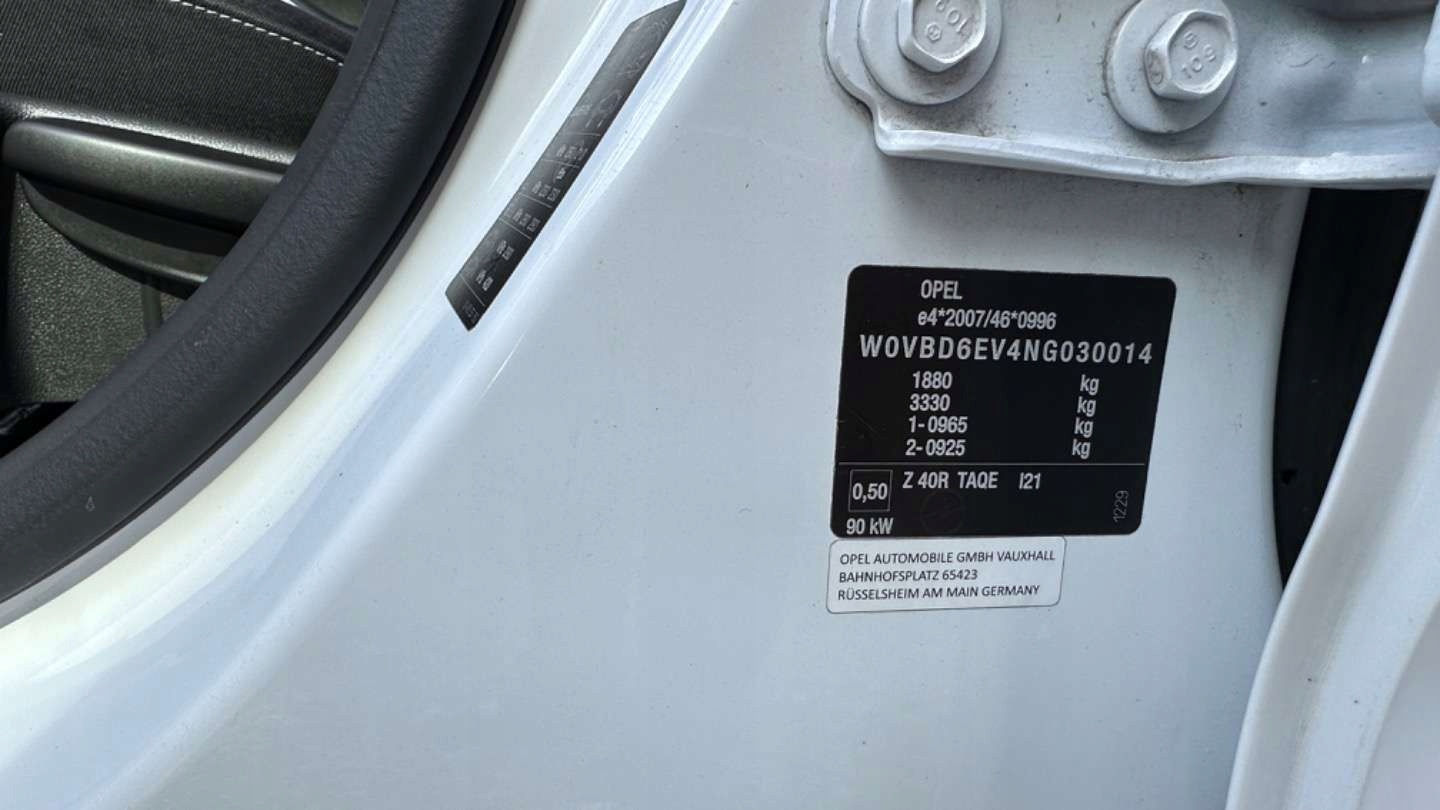 OPEL
e4*2007/46*0996
W0VBD6EV4NG030014
1880 kg
3330 kg
1-0965 kg
2-0925 kg
0,50 Z 40R TAQE I21
90 kW
1229
OPEL AUTOMOBILE GMBH VAUXHALL
BAHNHOFSPLATZ 65423
RÜSSELSHEIM AM MAIN GERMANY